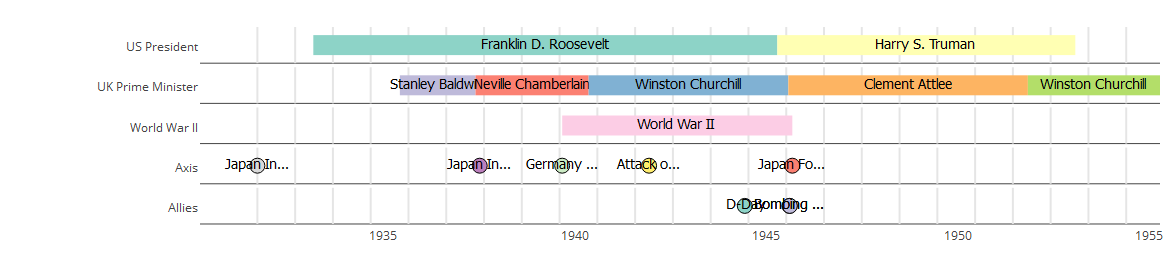 US President
Franklin D. Roosevelt
Harry S. Truman
UK Prime Minister
Stanley Baldw
Neville Chamberlain
Winston Churchill
Clement Attlee
Winston Churchill
World War II
World War II
Axis
Japan In...
Japan In...
Germany ...
Attack o...
Japan Fo...
Allies
D-Day
Bombing ...
1935
1940
1945
1950
1955